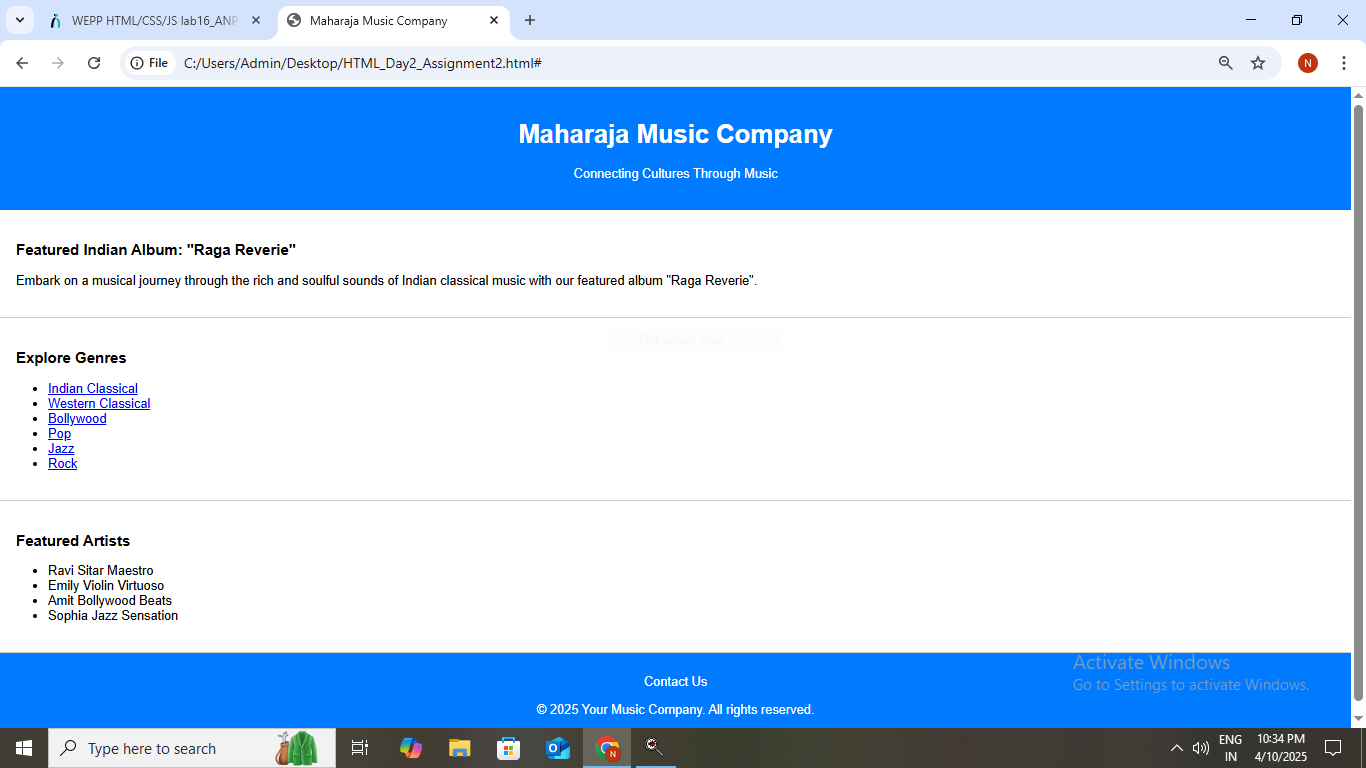 WEPP HTML/CSS/JS lab16_ANP
Maharaja Music Company
File
C:/Users/Admin/Desktop/HTML_Day2_Assignment2.html#
N
Maharaja Music Company
Connecting Cultures Through Music
Featured Indian Album: "Raga Reverie"
Embark on a musical journey through the rich and soulful sounds of Indian classical music with our featured album "Raga Reverie".
Full-screen Snip
Explore Genres
Indian Classical
Western Classical
Bollywood
Pop
Jazz
Rock
Featured Artists
Ravi Sitar Maestro
Emily Violin Virtuoso
Amit Bollywood Beats
Sophia Jazz Sensation
Activate Windows
Go to Settings to activate Windows.
Contact Us
© 2025 Your Music Company. All rights reserved.
Type here to search
N
ENG
IN
10:34 PM
4/10/2025